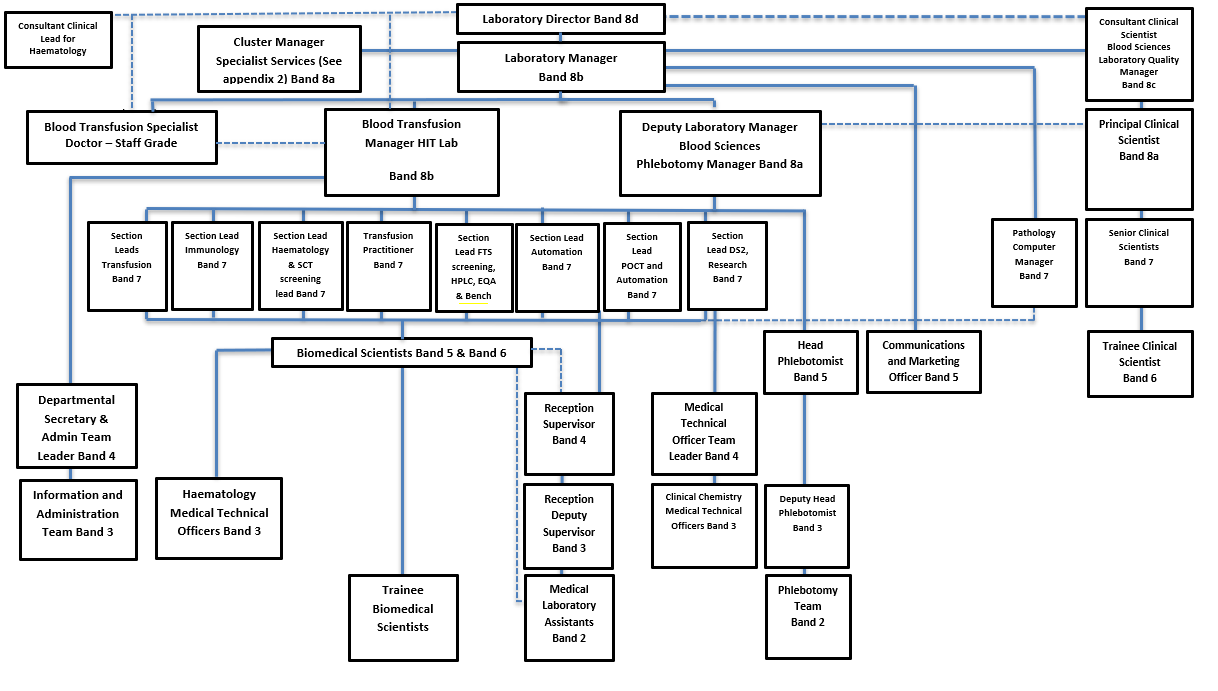 Laboratory Director Band 8d
Consultant Clinical
Lead for
Haematology
Cluster Manager
Specialist Services (See
appendix 2) Band 8a
Laboratory Manager
Band 8b
Consultant Clinical
Scientist
Blood Sciences
Laboratory Quality
Manager
Band 8c
Blood Transfusion Specialist
Doctor – Staff Grade
Blood Transfusion
Manager HIT Lab
Band 8b
Deputy Laboratory Manager
Blood Sciences
Phlebotomy Manager Band 8a
Principal Clinical
Scientist
Band 8a
Section
Leads
Transfusion
Band 7
Section Lead
Immunology
Band 7
Section Lead
Haematology
& SCT
screening
lead Band 7
Transfusion
Practitioner
Band 7
Section
Lead FTS
screening,
HPLC, EQA
& Bench
Section Lead
Automation
Band 7
Section
Lead
POCT and
Automation
Band 7
Section
Lead DS2,
Research
Band 7
Pathology
Computer
Manager
Band 7
Senior Clinical
Scientists
Band 7
Biomedical Scientists Band 5 & Band 6
Head
Phlebotomist
Band 5
Communications
and Marketing
Officer Band 5
Trainee Clinical
Scientist
Band 6
Departmental
Secretary &
Admin Team
Leader Band 4
Reception
Supervisor
Band 4
Medical
Technical
Officer Team
Leader Band 4
Information and
Administration
Team Band 3
Haematology
Medical Technical
Officers Band 3
Reception
Deputy
Supervisor
Band 3
Clinical Chemistry
Medical Technical
Officers Band 3
Deputy Head
Phlebotomist
Band 3
Trainee
Biomedical
Scientists
Medical
Laboratory
Assistants
Band 2
Phlebotomy
Team
Band 2